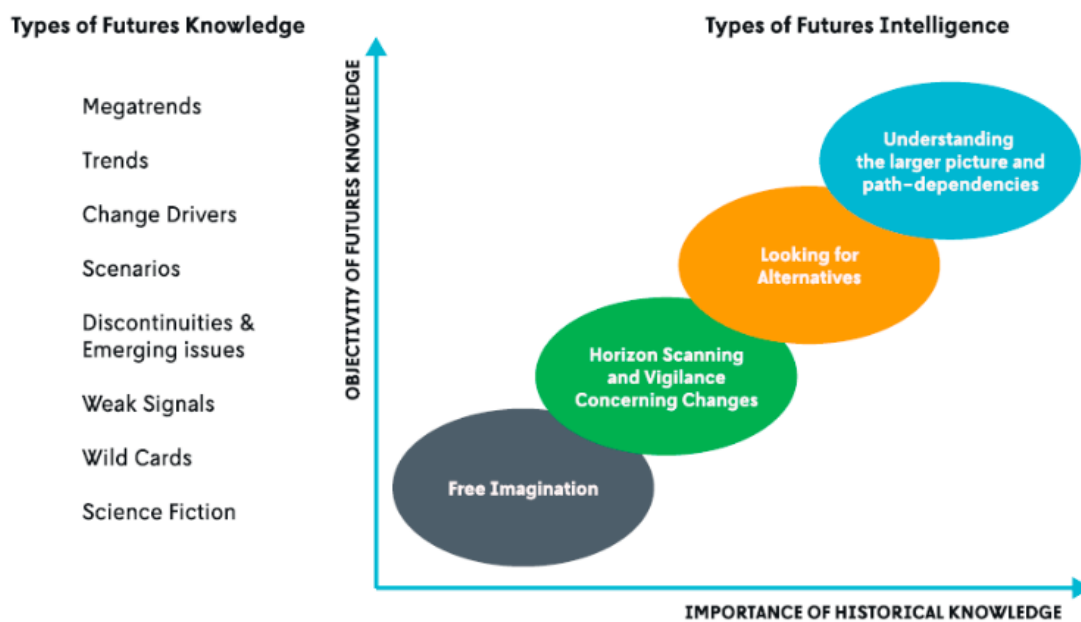 Types of Futures Knowledge
Megatrends
Trends
Change Drivers
Scenarios
Discontinuities &
Emerging issues
Weak Signals
Wild Cards
Science Fiction
Types of Futures Intelligence
OBJECTIVITY OF FUTURES KNOWLEDGE
Understanding
the larger picture and
path-dependencies
Looking for
Alternatives
Horizon Scanning
and Vigilance
Concerning Changes
Free Imagination
IMPORTANCE OF HISTORICAL KNOWLEDGE